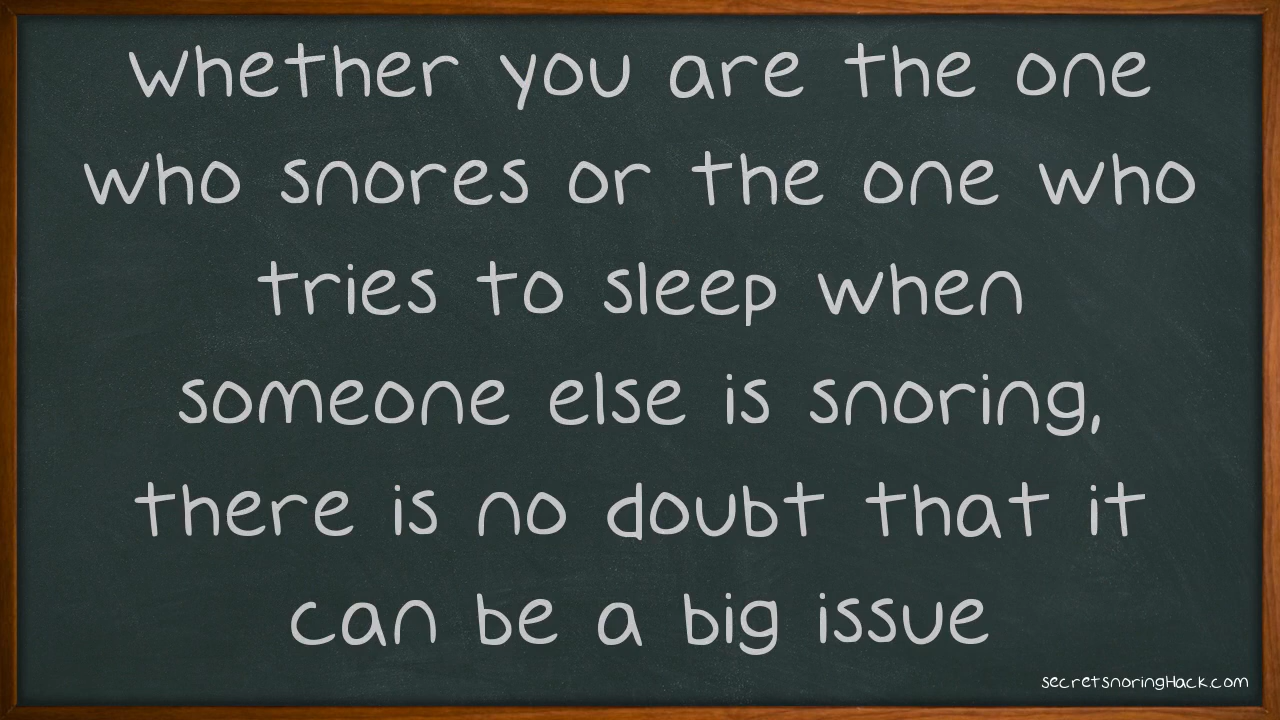 Whether you are the one
who snores or the one who
tries to sleep when
someone else is snoring,
there is no doubt that it
can be a big issue
secretsnoringHack.com